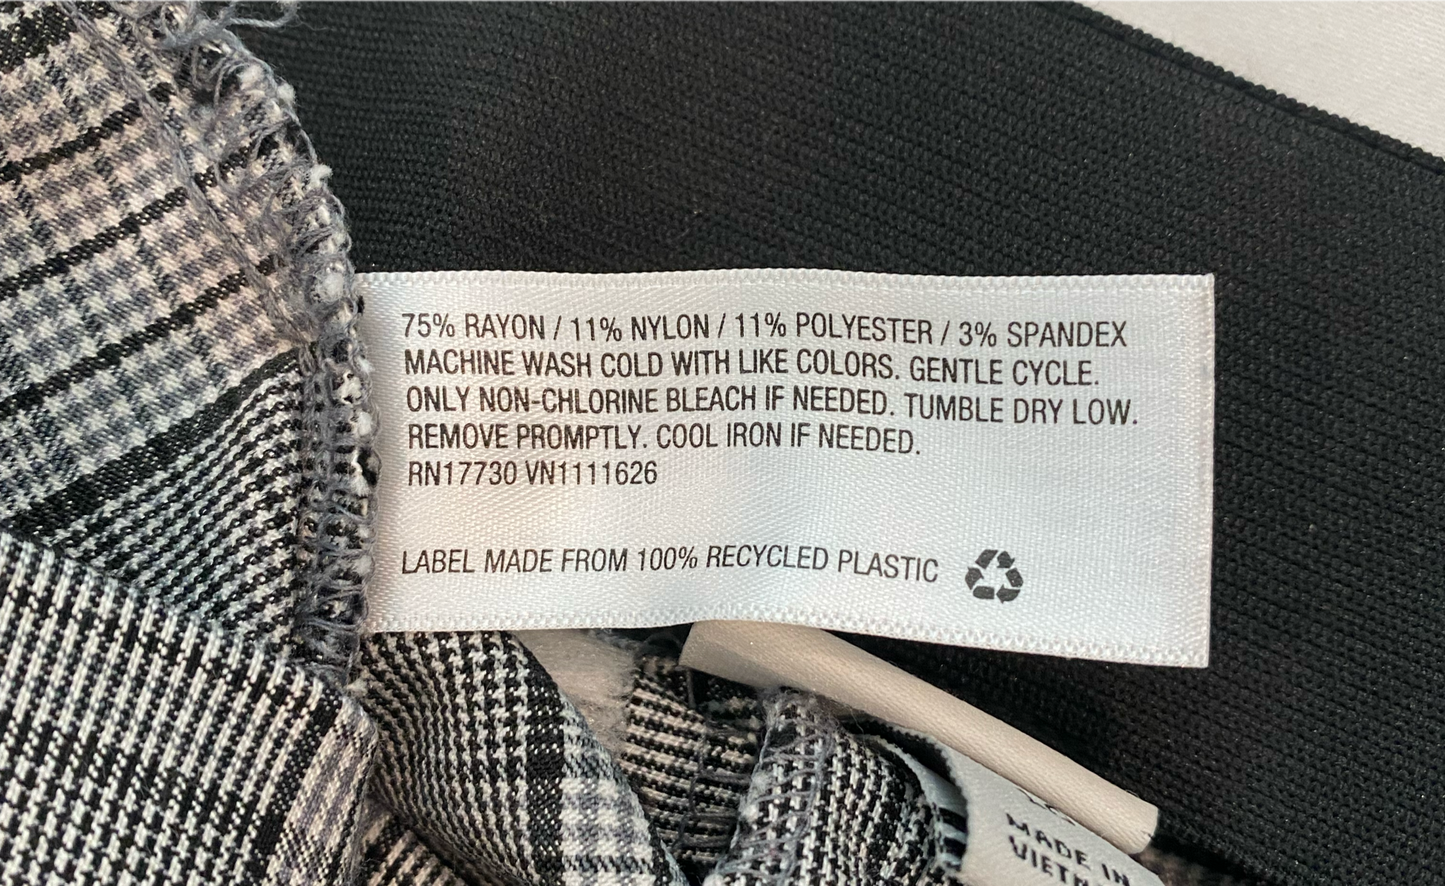 75% RAYON / 11% NYLON / 11% POLYESTER / 3% SPANDEX
MACHINE WASH COLD WITH LIKE COLORS. GENTLE CYCLE.
ONLY NON-CHLORINE BLEACH IF NEEDED. TUMBLE DRY LOW.
REMOVE PROMPTLY. COOL IRON IF NEEDED.
RN17730 VN1111626
LABEL MADE FROM 100% RECYCLED PLASTIC
MADE IN